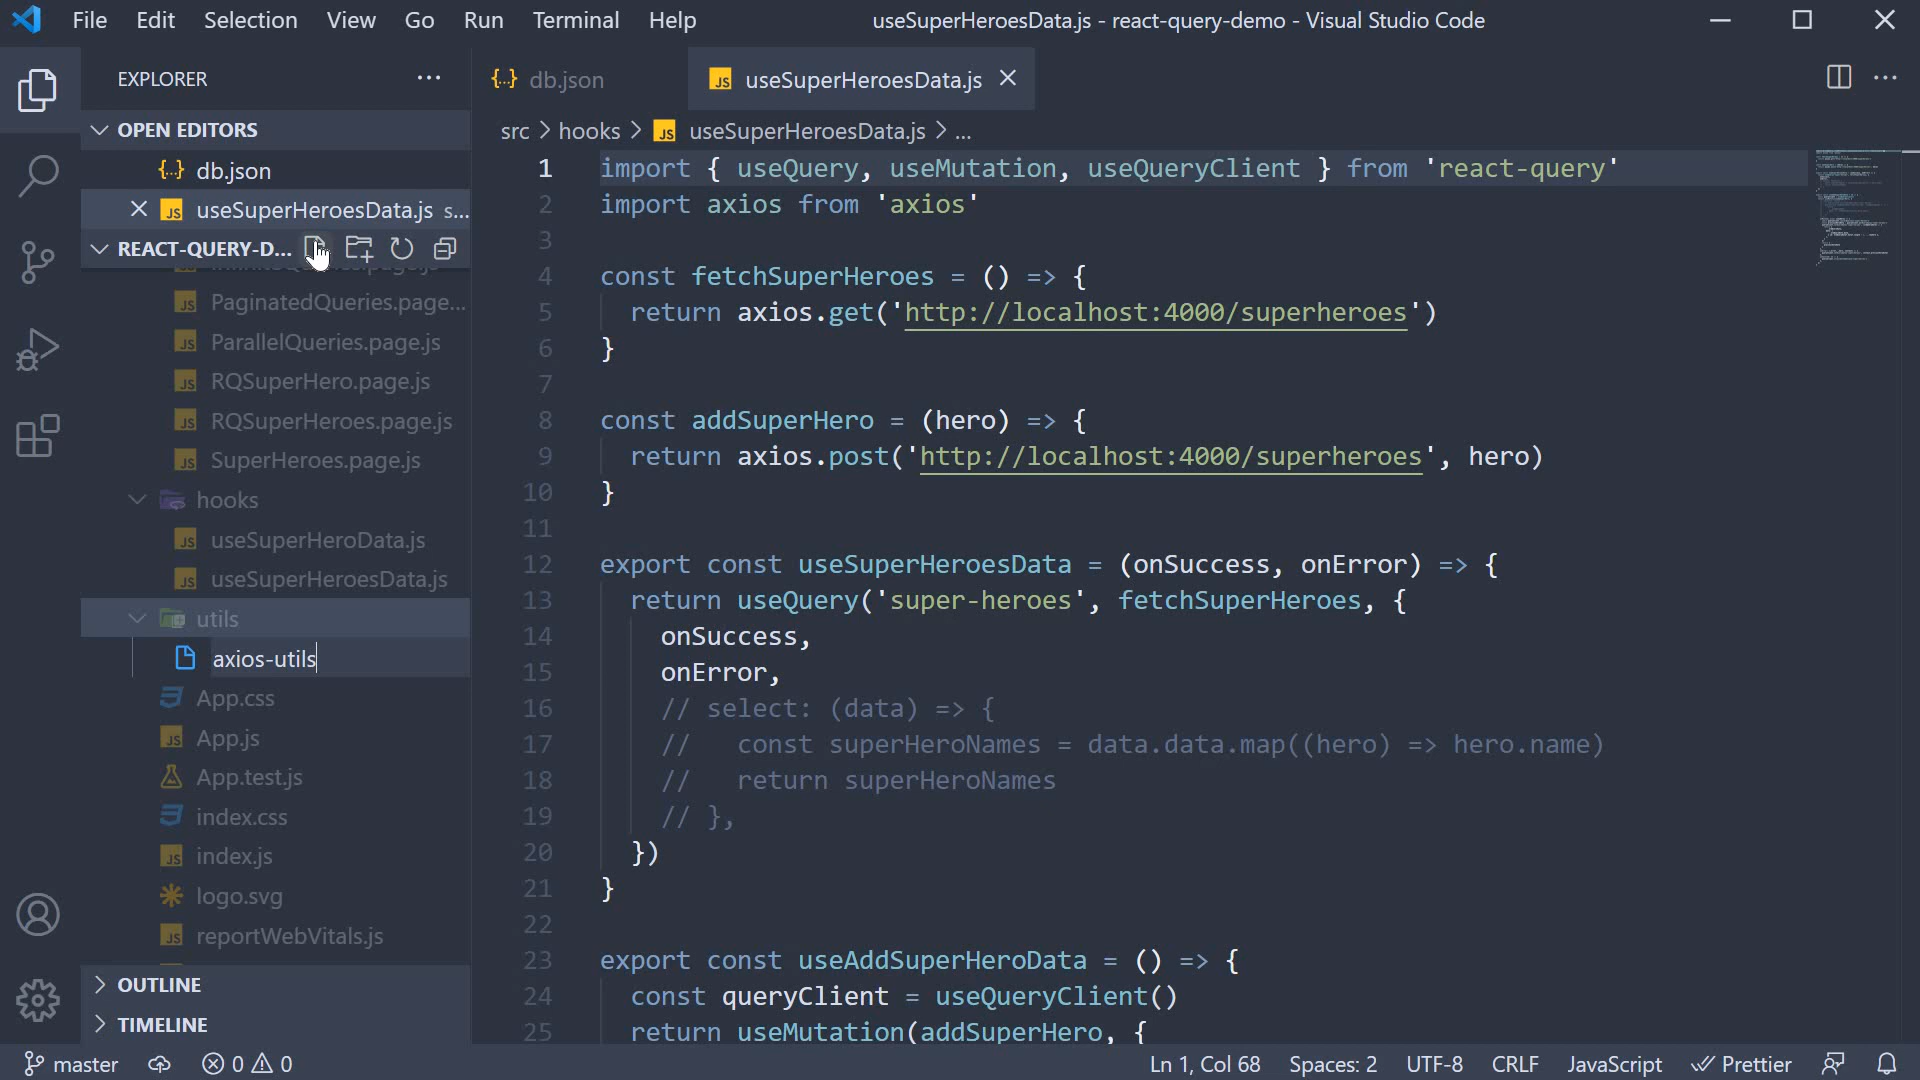 File Edit Selection View Go Run Terminal Help
useSuperHeroesData.js - react-query-demo - Visual Studio Code
EXPLORER
OPEN EDITORS
db.json
useSuperHeroesData.js s...
REACT-QUERY-D...
PaginatedQueries.page...
ParallelQueries.page.js
RQSuperHero.page.js
RQSuperHeroes.page.js
SuperHeroes.page.js
hooks
useSuperHeroData.js
useSuperHeroesData.js
utils
axios-utils
App.css
App.js
App.test.js
index.css
index.js
logo.svg
reportWebVitals.js
OUTLINE
TIMELINE
db.json
useSuperHeroesData.js
src > hooks > JS useSuperHeroesData.js > ...
1 import { useQuery, useMutation, useQueryClient } from 'react-query'
2 import axios from 'axios'
3
4 const fetchSuperHeroes = () => {
5 return axios.get('http://localhost:4000/superheroes')
6 }
7
8 const addSuperHero = (hero) => {
9 return axios.post('http://localhost:4000/superheroes', hero)
10 }
11
12 export const useSuperHeroesData = (onSuccess, onError) => {
13 return useQuery('super-heroes', fetchSuperHeroes, {
14 onSuccess,
15 onError,
16 // select: (data) => {
17 // const superHeroNames = data.data.map((hero) => hero.name)
18 // return superHeroNames
19 // },
20 })
21 }
22
23 export const useAddSuperHeroData = () => {
24 const queryClient = useQueryClient()
25 return useMutation(addSuperHero, {
master 0 0
Ln 1, Col 68 Spaces: 2 UTF-8 CRLF JavaScript Prettier